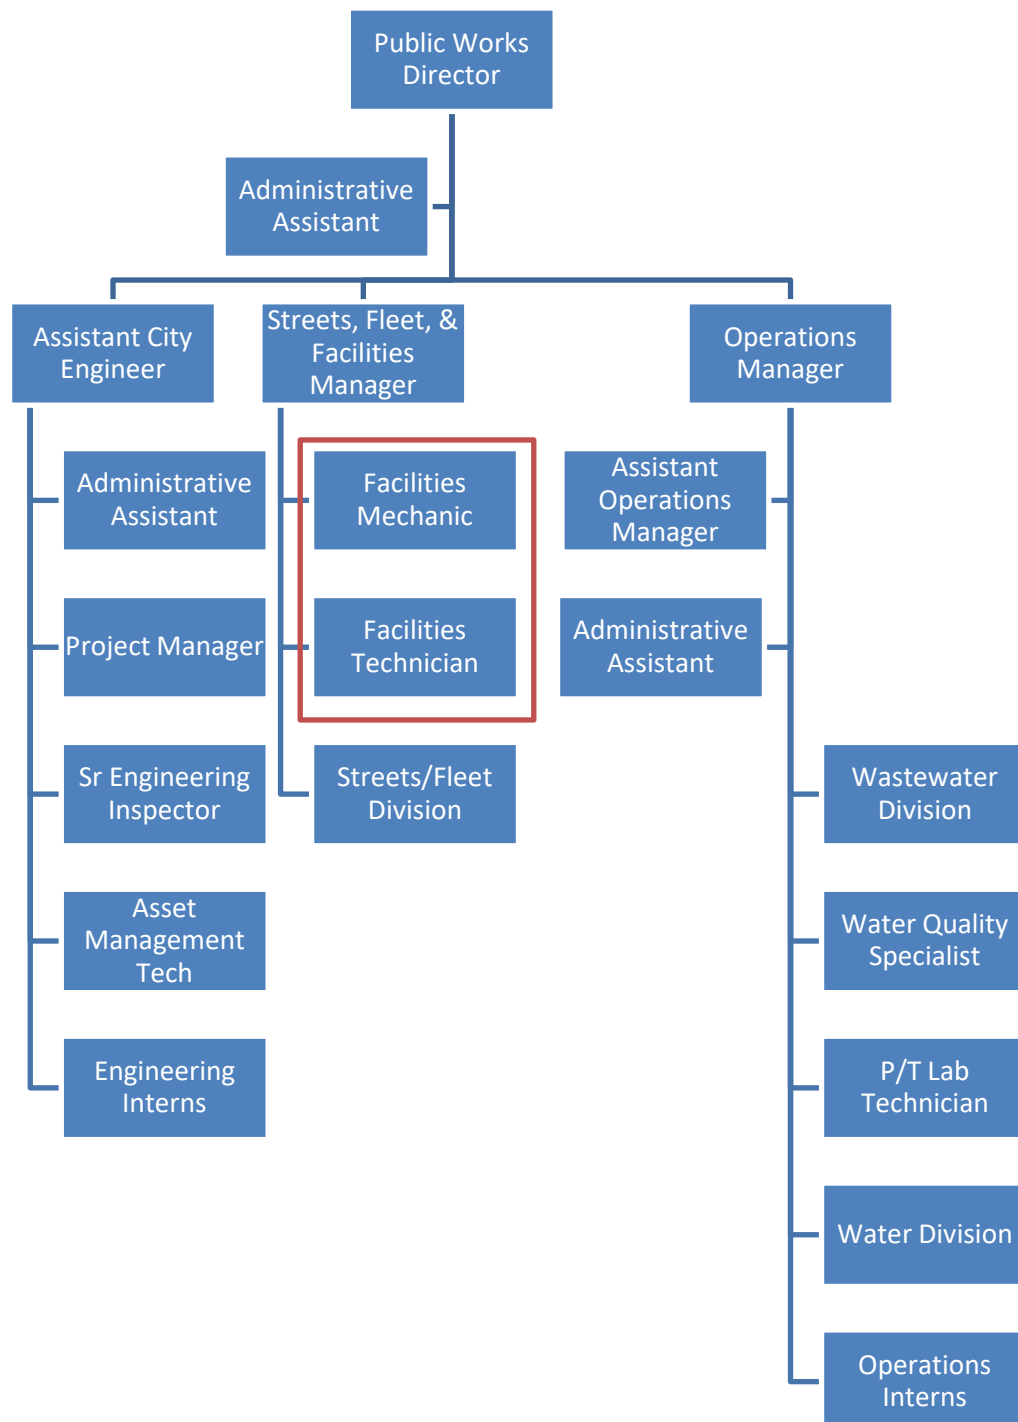 Public Works
Director
Administrative
Assistant
Assistant City
Engineer
Streets, Fleet, &
Facilities
Manager
Operations
Manager
Administrative
Assistant
Project Manager
Sr Engineering
Inspector
Asset
Management
Tech
Engineering
Interns
Facilities
Mechanic
Facilities
Technician
Streets/Fleet
Division
Assistant
Operations
Manager
Administrative
Assistant
Wastewater
Division
Water Quality
Specialist
P/T Lab
Technician
Water Division
Operations
Interns